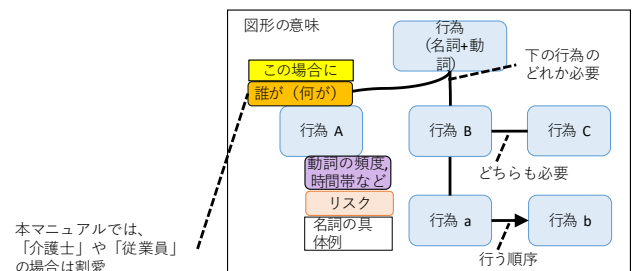 図形の意味
行為
（名詞+動
詞）
下の行為の
どれか必要
この場合に
誰が（何が）
行為 A
行為 B
行為 C
動詞の頻度,
時間帯など
どちらも必要
リスク
名詞の具
体例
行為 a
行為 b
行う順序
本マニュアルでは、
「介護士」や「従業員」
の場合は割愛